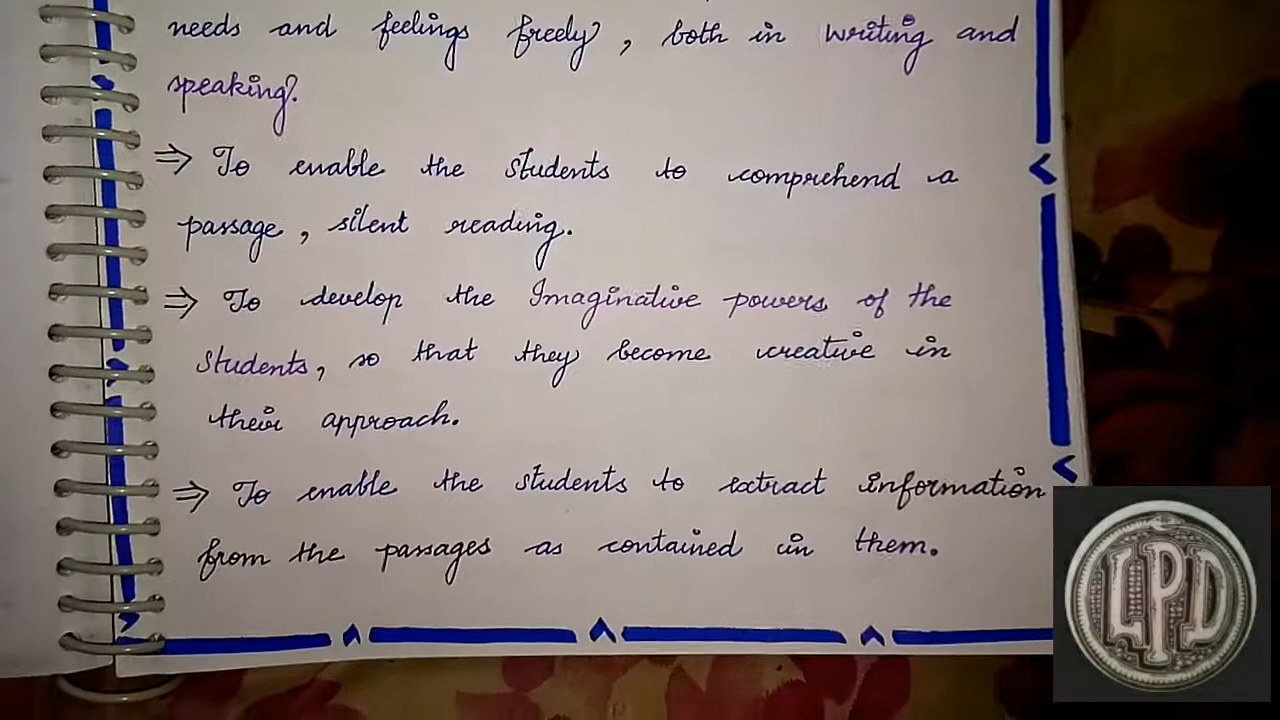 needs and feelings freely, both in writing and
speaking?
⇒ To enable the students to comprehend a
passage, silent reading.
⇒ To develop the Imaginative powers of the
students, so that they become creative in
their approach.
⇒ To enable the students to extract information
from the passages as contained in them.
LPD